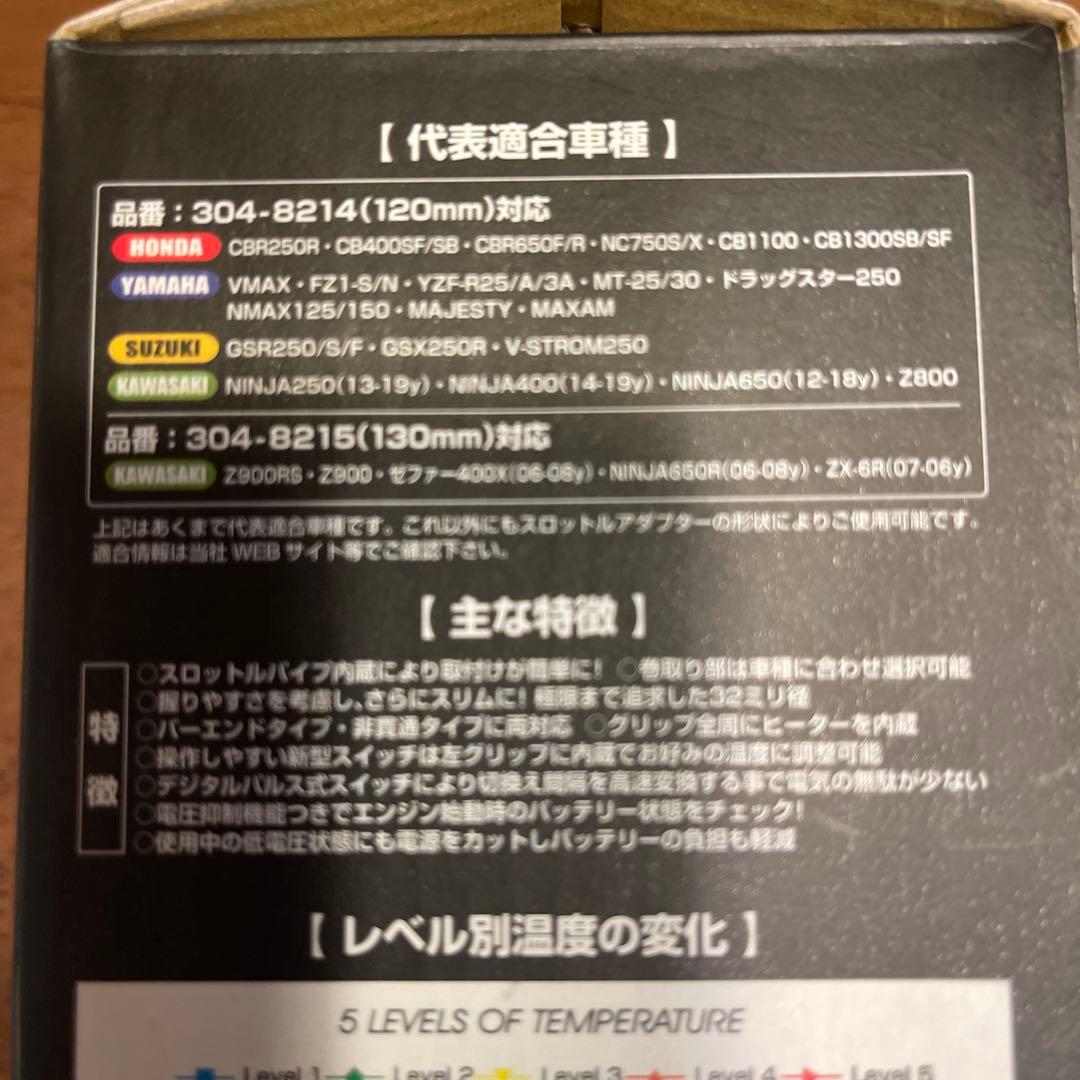 【 代表適合車種 】
品番：304-8214(120mm)対応
HONDA CBR250R・CB400SF/SB・CBR650F/R・NC750S/X・CB1100・CB1300SB/SF
YAMAHA VMAX・FZ1-S/N・YZF-R25/A/3A・MT-25/30・ドラッグスター250
NMAX125/150・MAJESTY・MAXAM
SUZUKI GSR250/S/F・GSX250R・V-STROM250
KAWASAKI NINJA250(13-19y)・NINJA400(14-19y)・NINJA650(12-18y)・Z800
品番：304-8215(130mm)対応
KAWASAKI Z900RS・Z900・ゼファー400X(06-08y)・NINJA650R(06-08y)・ZX-6R(07-06y)
上記はあくまで代表適合車種です。これ以外にもスロットルアダプターの形状によりご使用可能です。
適合情報は当社 WEB サイト等でご確認下さい。
【 主な特徴 】
特徴
○スロットルパイプ内蔵により取付けが簡単に! ○巻取り部は車種に合わせ選択可能
○握りやすさを考慮し、さらにスリムに! 極限まで追求した32ミリ径
○バーエンドタイプ・非貫通タイプに両対応 ○グリップ全周にヒーターを内蔵
○操作しやすい新型スイッチは左グリップに内蔵でお好みの温度に調整可能
○デジタルパルス式スイッチにより切換え間隔を高速変換する事で電気の無駄が少ない
○電圧抑制機能つきでエンジン始動時のバッテリー状態をチェック!
○使用中の低電圧状態にも電源をカットしバッテリーの負担も軽減
【 レベル別温度の変化 】
5 LEVELS OF TEMPERATURE
Level 1 Level 2 Level 3 Level 4 Level 5